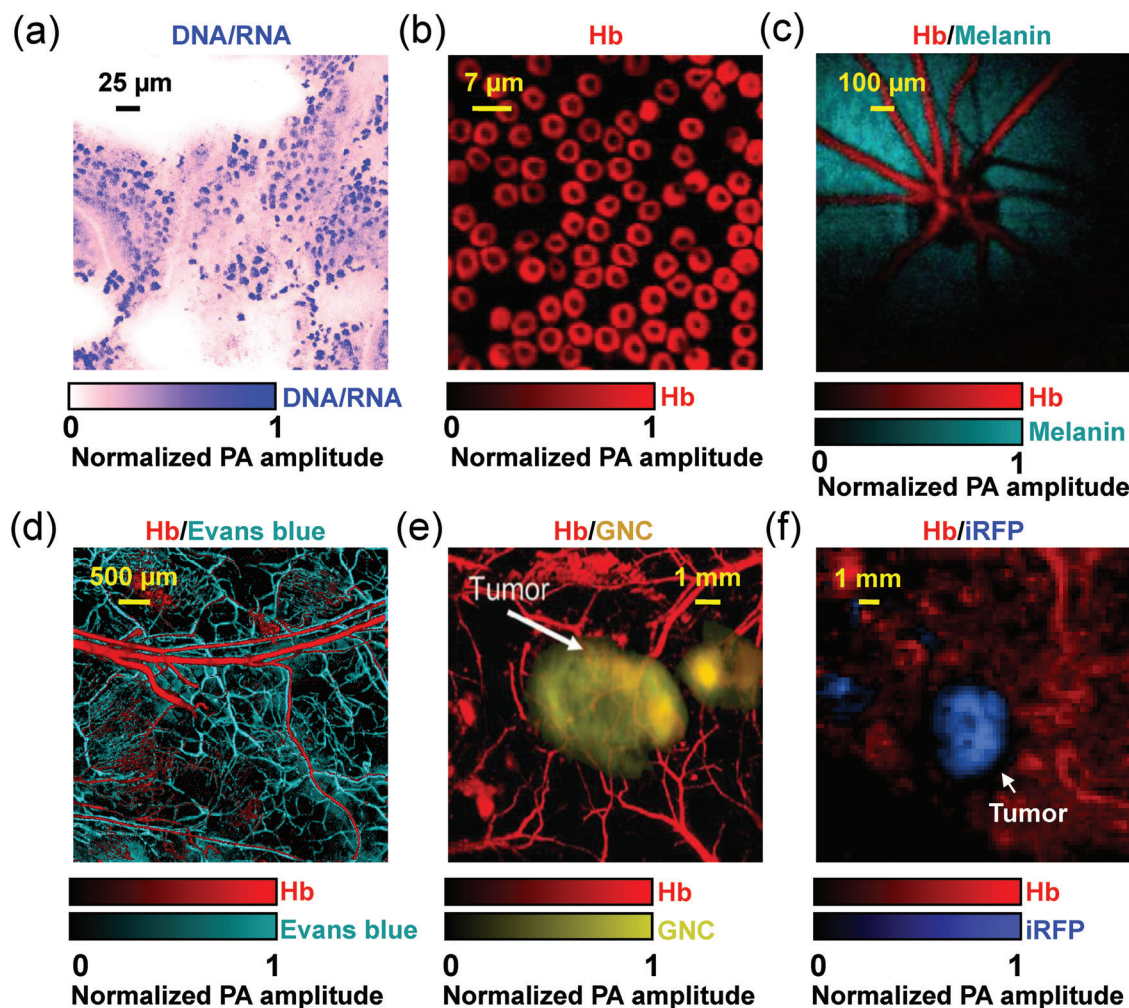 (a)
DNA/RNA
25 µm
DNA/RNA
0 1
Normalized PA amplitude
(b)
Hb
7 µm
Hb
0 1
Normalized PA amplitude
(c)
Hb/Melanin
100 µm
Hb
Melanin
0 1
Normalized PA amplitude
(d)
Hb/Evans blue
500 µm
Hb
Evans blue
0 1
Normalized PA amplitude
(e)
Hb/GNC
1 mm
Tumor
Hb
GNC
0 1
Normalized PA amplitude
(f)
Hb/iRFP
1 mm
Tumor
Hb
iRFP
0 1
Normalized PA amplitude